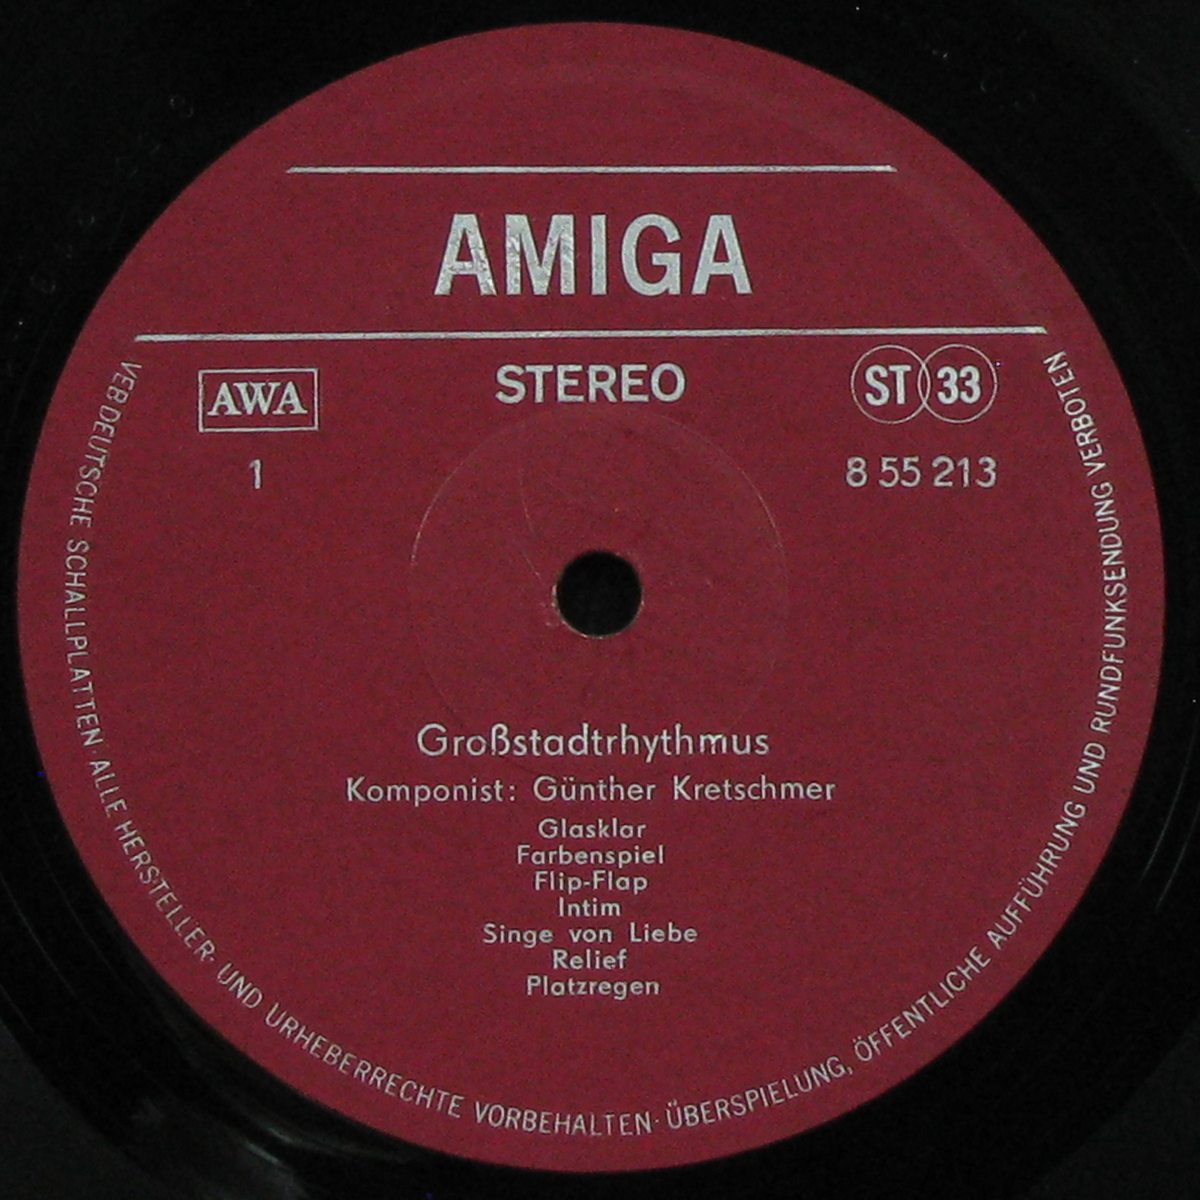 AMIGA
AWA
STEREO
ST 33
1
8 55 213
Großstadtrhythmus
Komponist: Günther Kretschmer
Glasklar
Farbenspiel
Flip-Flap
Intim
Singe von Liebe
Relief
Platzregen
VEB DEUTSCHE SCHALLPLATTEN · ALLE HERSTELLER- UND URHEBERRECHTE VORBEHALTEN · ÜBERSPIELUNG, ÖFFENTLICHE AUFFÜHRUNG UND RUNDFUNKSENDUNG VERBOTEN